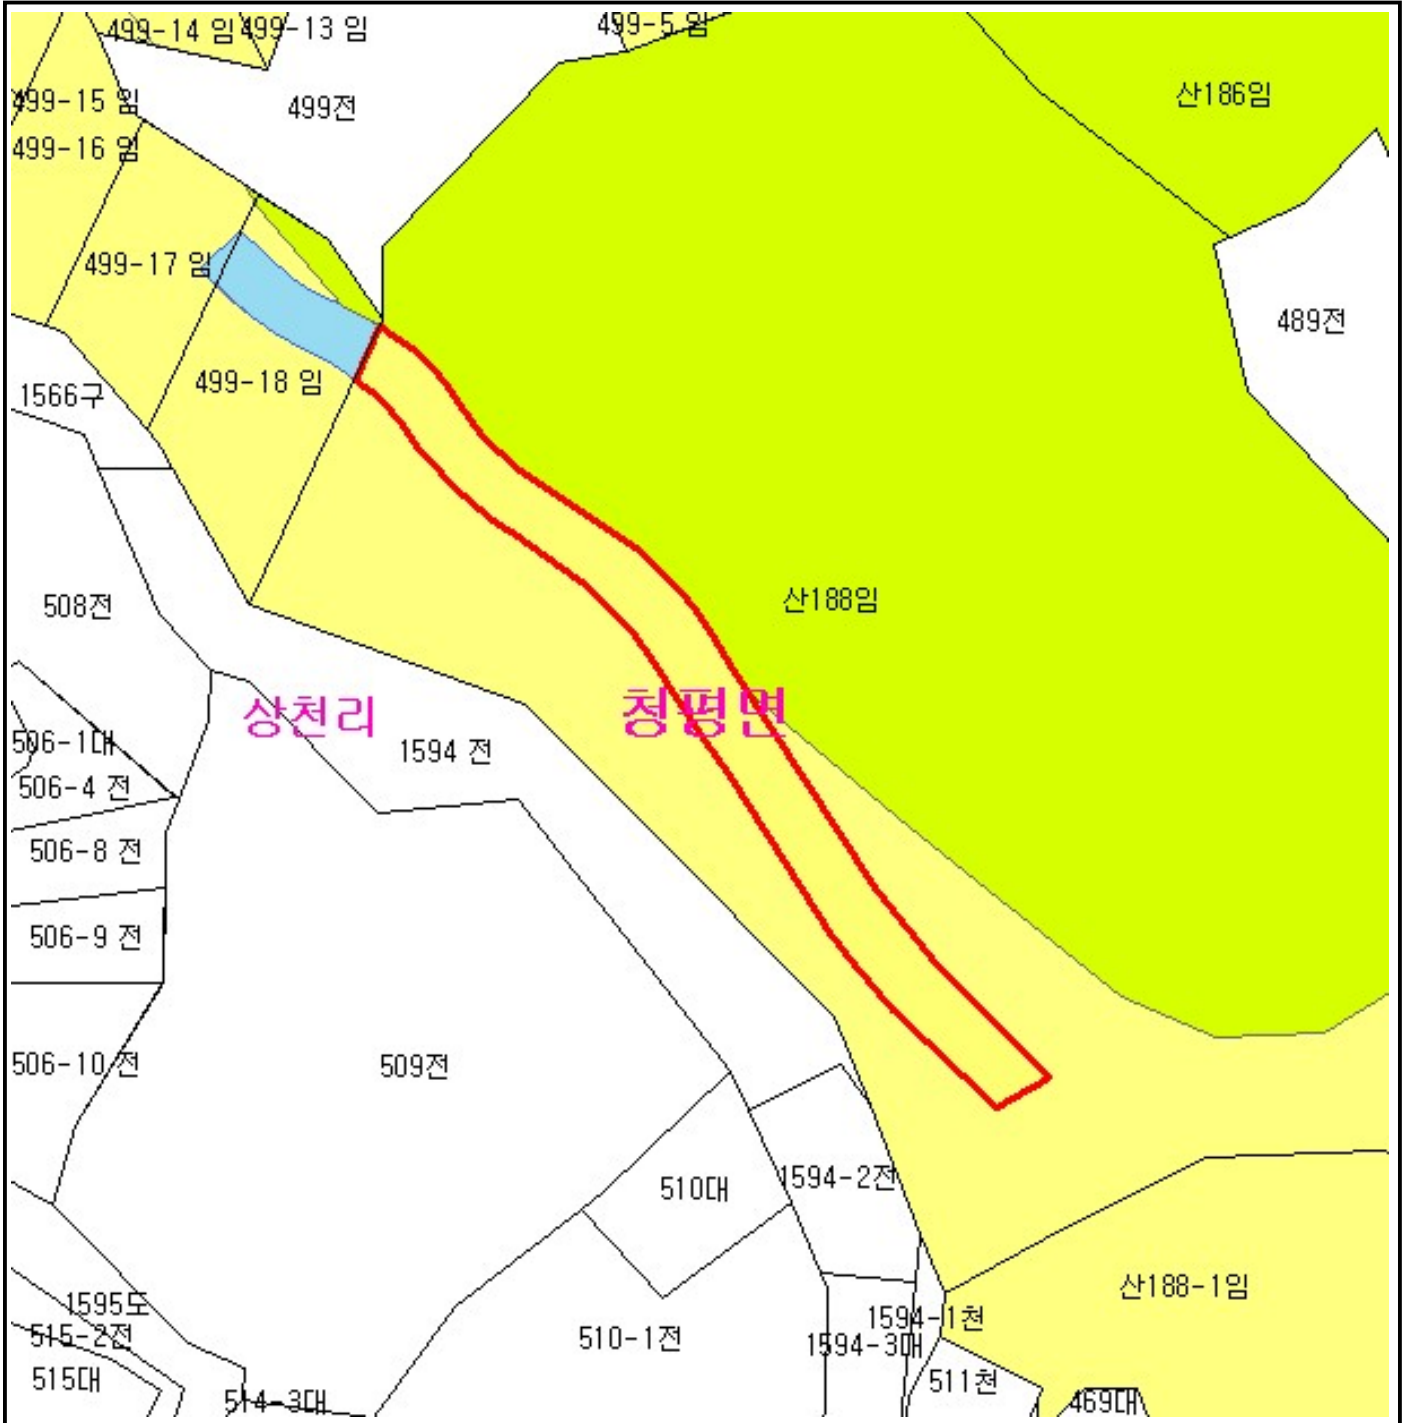 499-14 임
499-13 임
499-5 임
499-15 임
499전
산186임
499-16 임
499-17 임
489전
499-18 임
1566구
산188임
508전
상천리
청평면
506-1대
1594 전
506-4 전
506-8 전
506-9 전
506-10 전
509전
510대
1594-2전
산188-1임
1595도
1594-1천
515-2전
510-1전
1594-3대
515대
511천
514-3대
469대